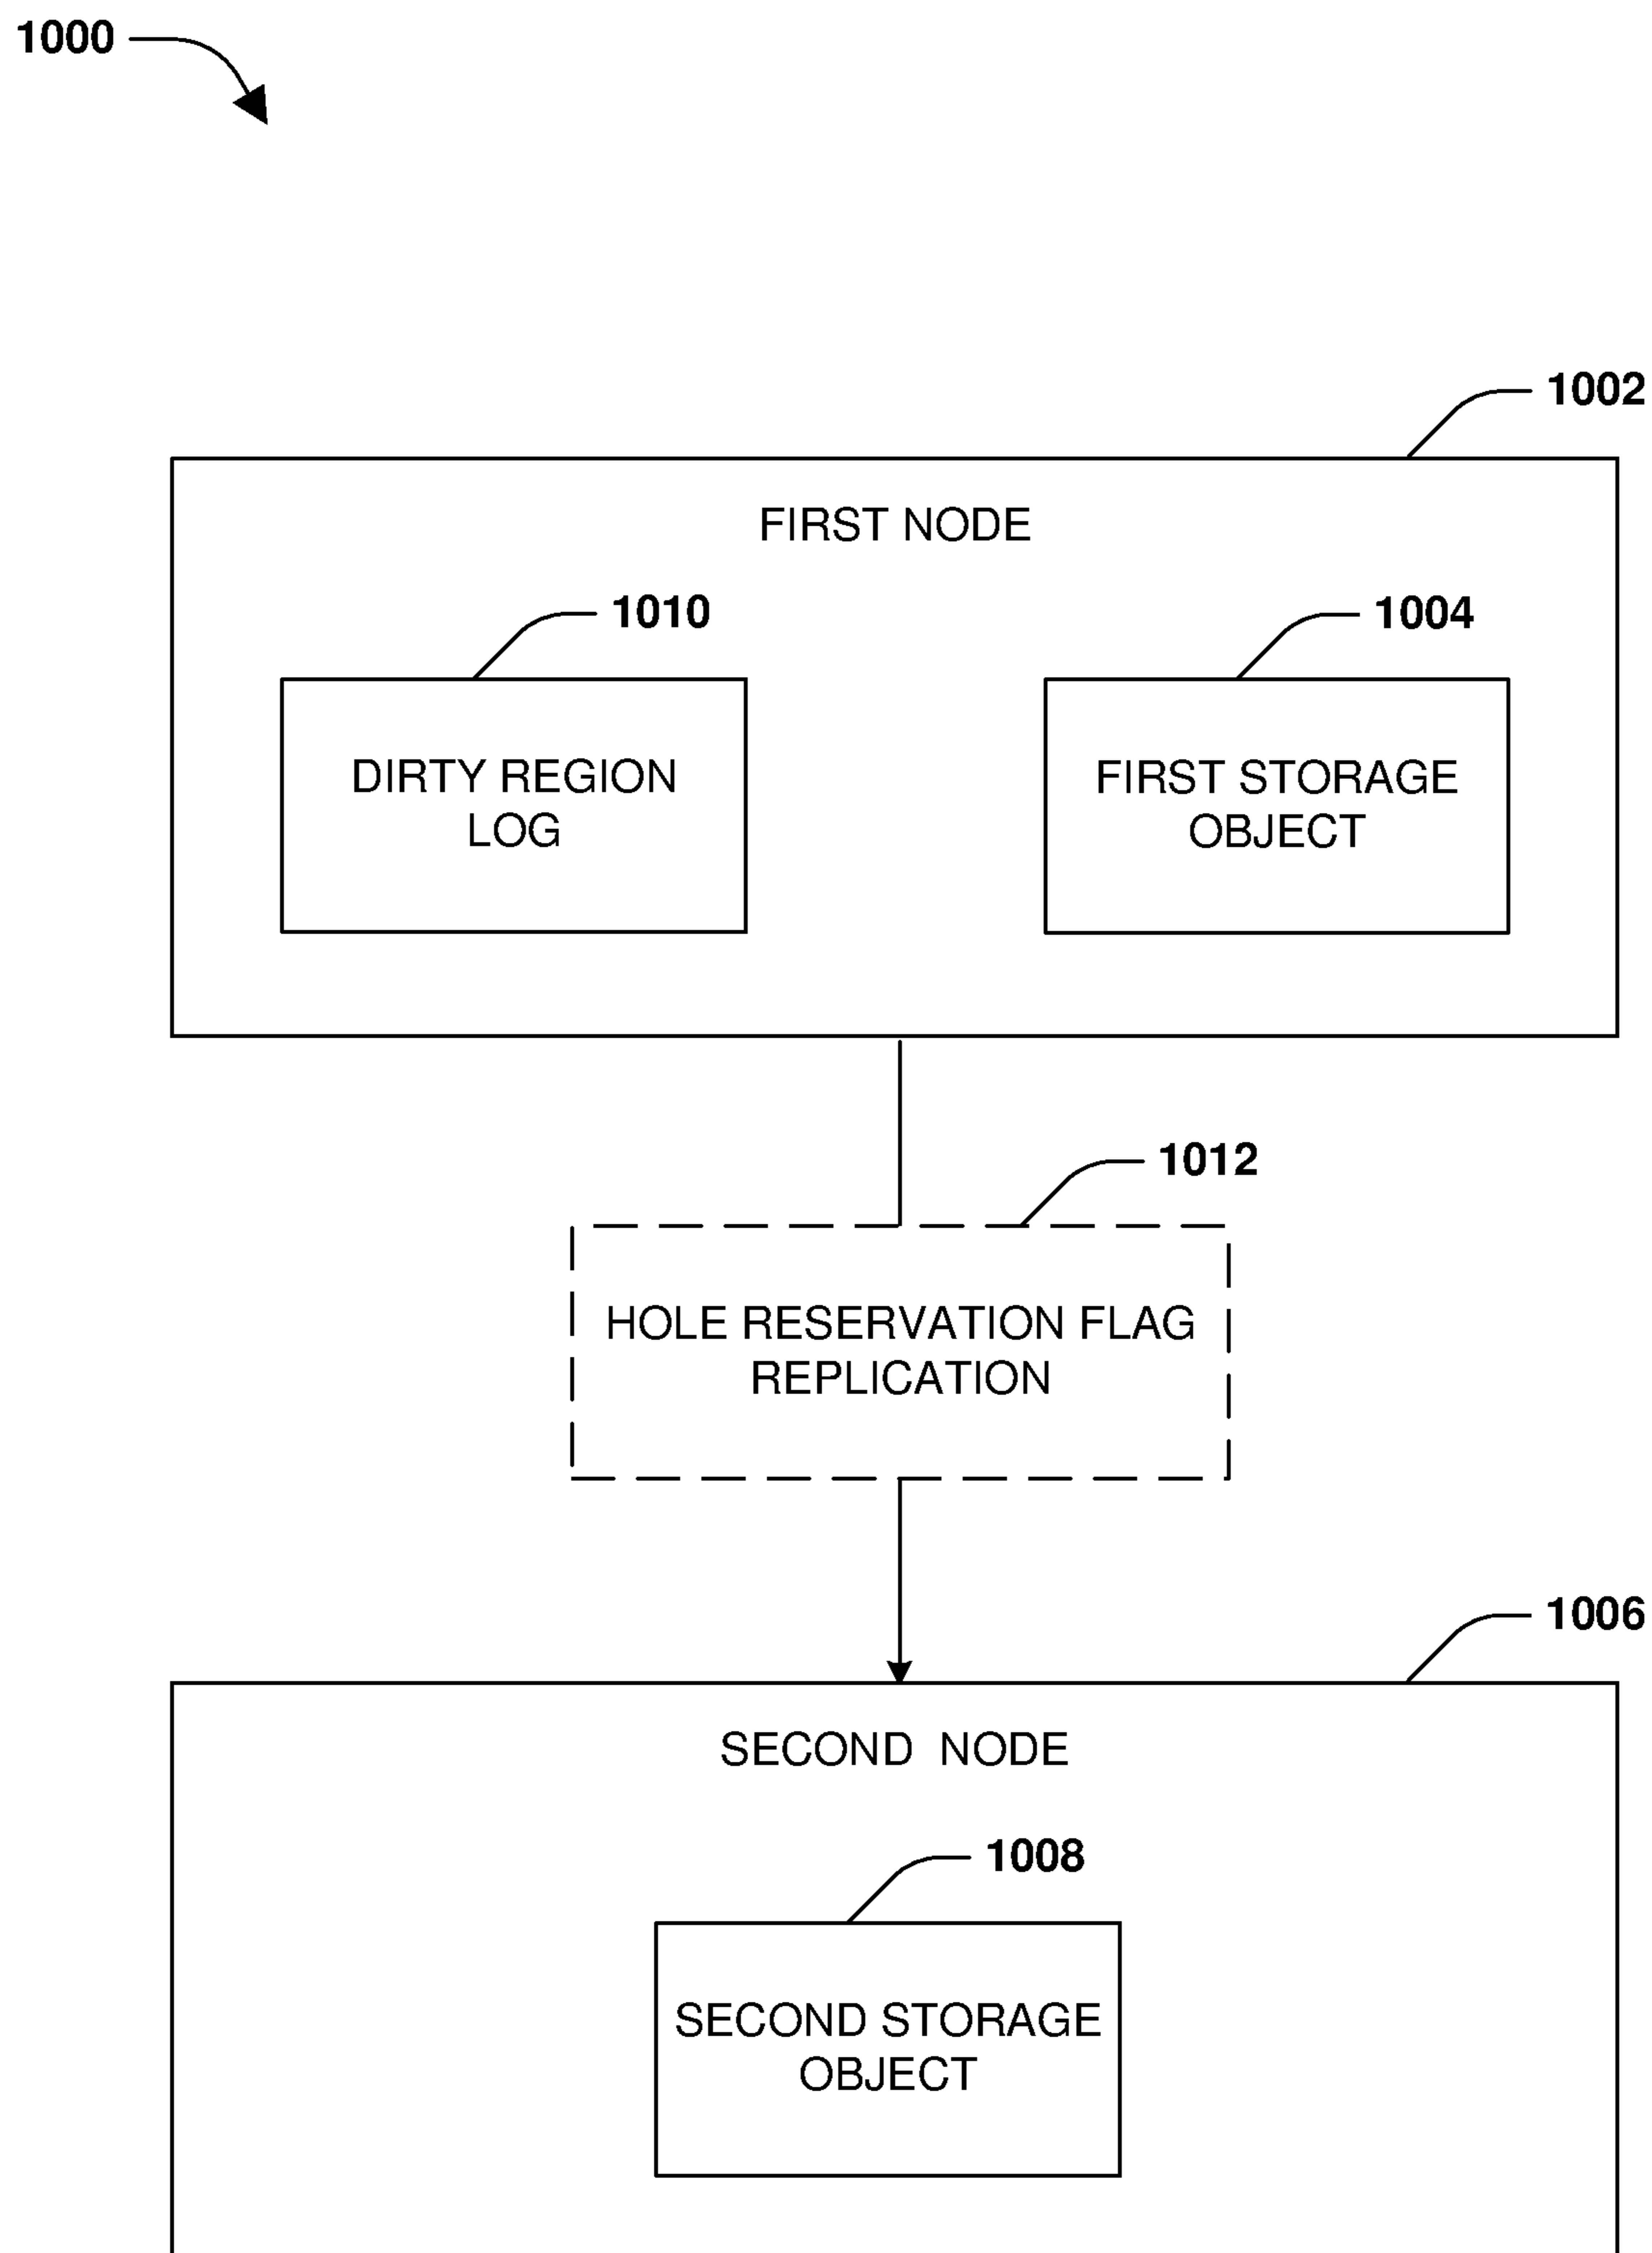 1000
1002
FIRST NODE
1010
1004
DIRTY REGION
LOG
FIRST STORAGE
OBJECT
1012
HOLE RESERVATION FLAG
REPLICATION
1006
SECOND NODE
1008
SECOND STORAGE
OBJECT